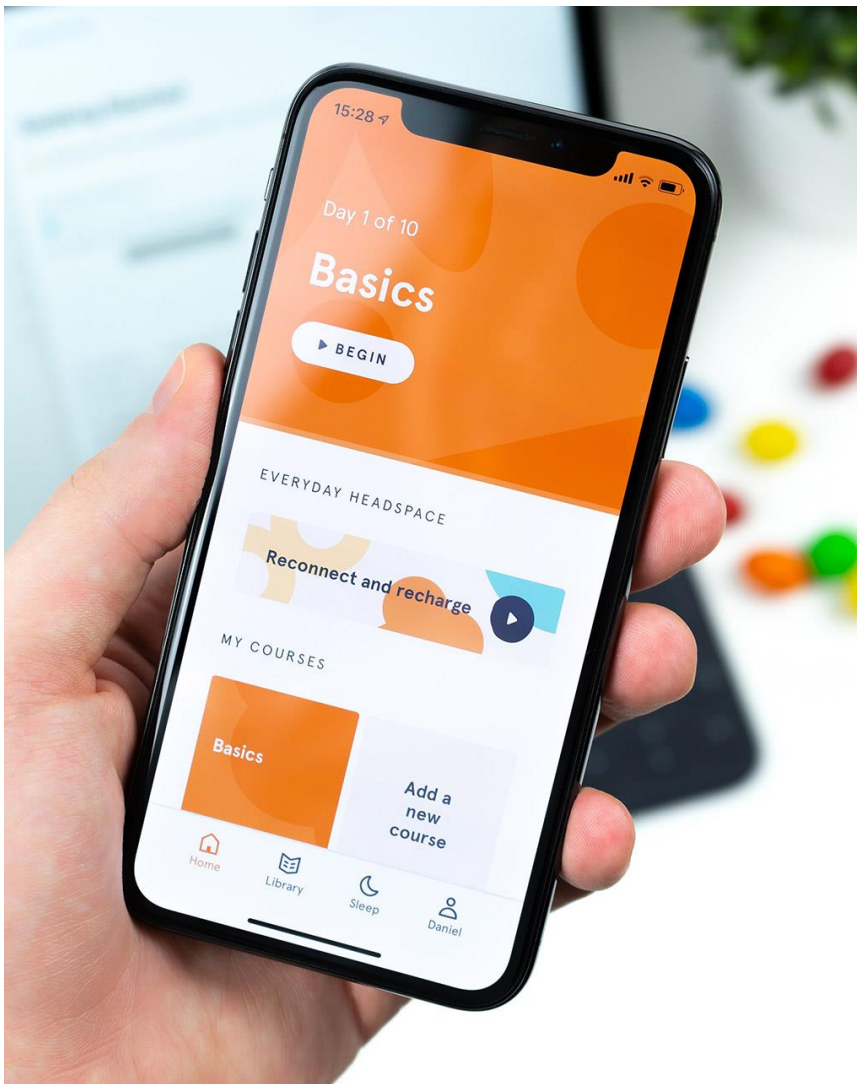 15:28
Day 1 of 10
Basics
BEGIN
EVERYDAY HEADSPACE
Reconnect and recharge
MY COURSES
Basics
Add a
new
course
Home
Library
Sleep
Daniel